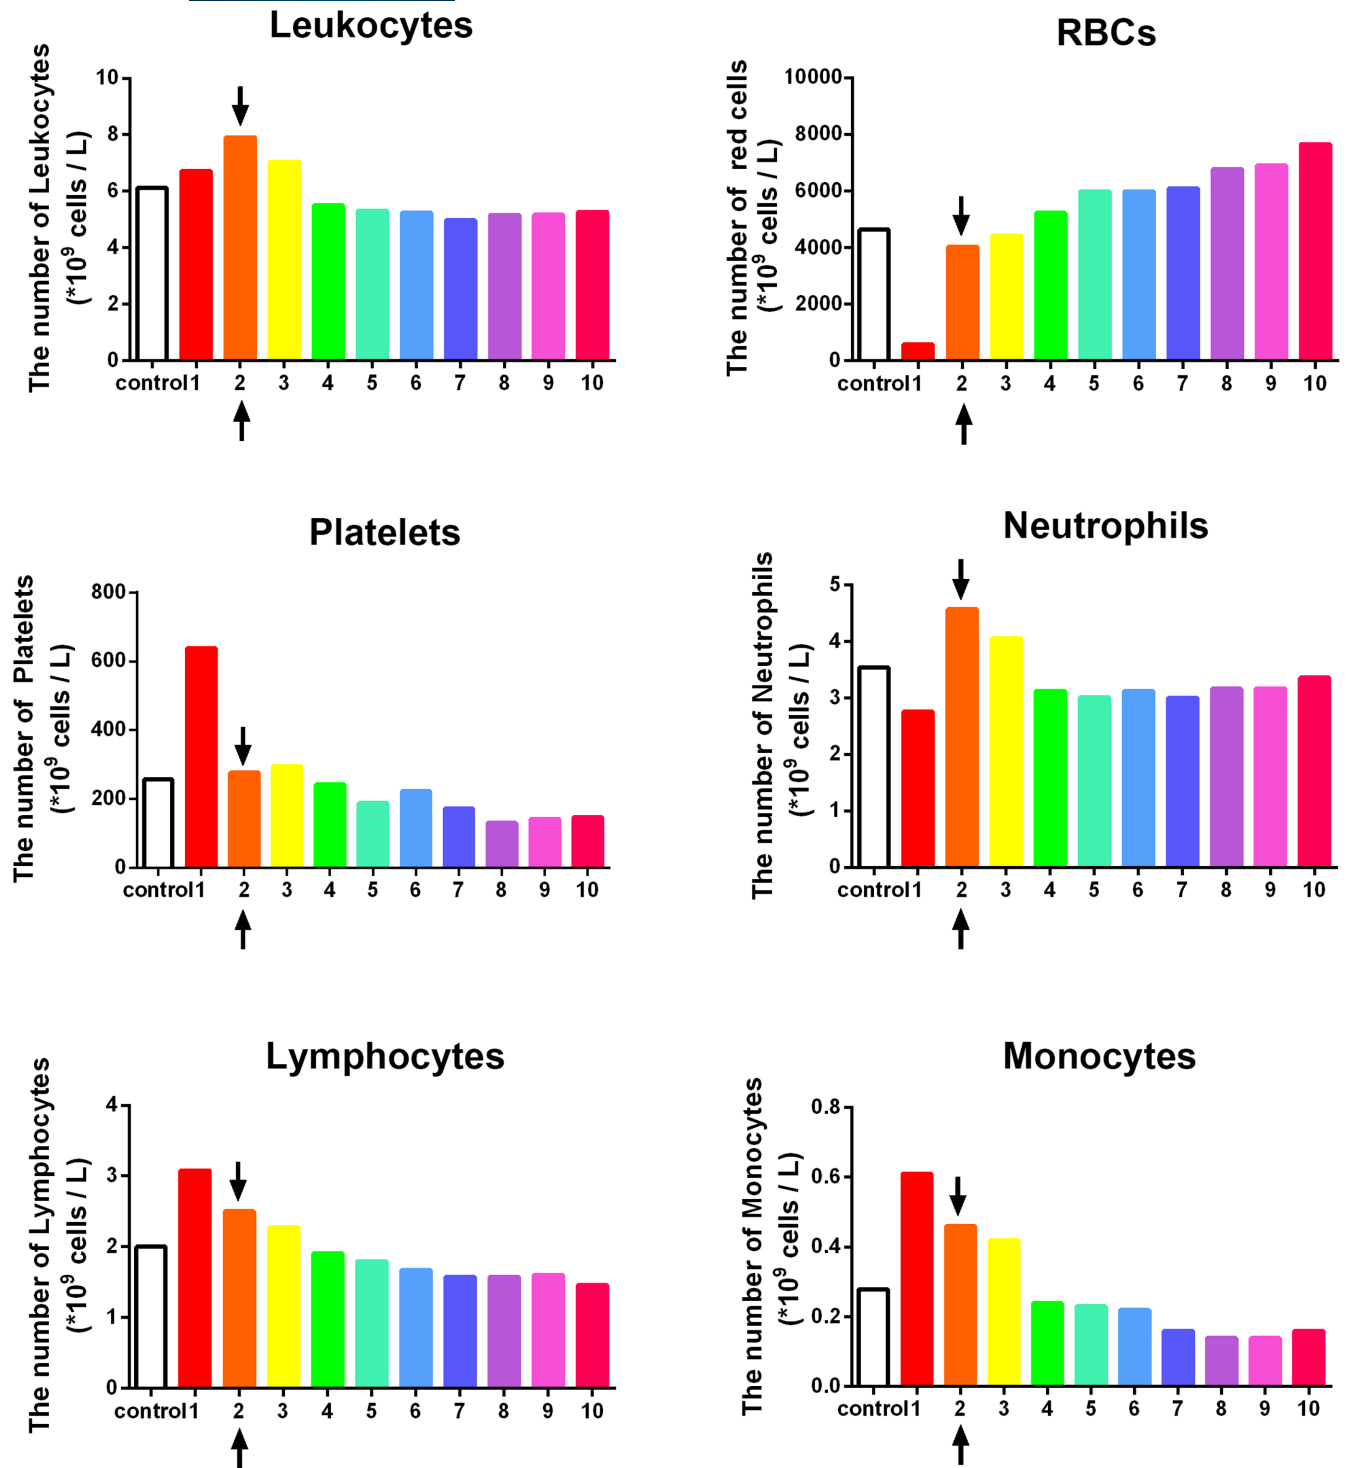 Leukocytes
The number of Leukocytes
(*10⁹ cells / L)
10
8
6
4
2
0
control 1 2 3 4 5 6 7 8 9 10
RBCs
The number of red cells
(*10⁹ cells / L)
10000
8000
6000
4000
2000
0
control 1 2 3 4 5 6 7 8 9 10
Platelets
The number of Platelets
(*10⁹ cells / L)
800
600
400
200
0
control 1 2 3 4 5 6 7 8 9 10
Neutrophils
The number of Neutrophils
(*10⁹ cells / L)
5
4
3
2
1
0
control 1 2 3 4 5 6 7 8 9 10
Lymphocytes
The number of Lymphocytes
(*10⁹ cells / L)
4
3
2
1
0
control 1 2 3 4 5 6 7 8 9 10
Monocytes
The number of Monocytes
(*10⁹ cells / L)
0.8
0.6
0.4
0.2
0.0
control 1 2 3 4 5 6 7 8 9 10